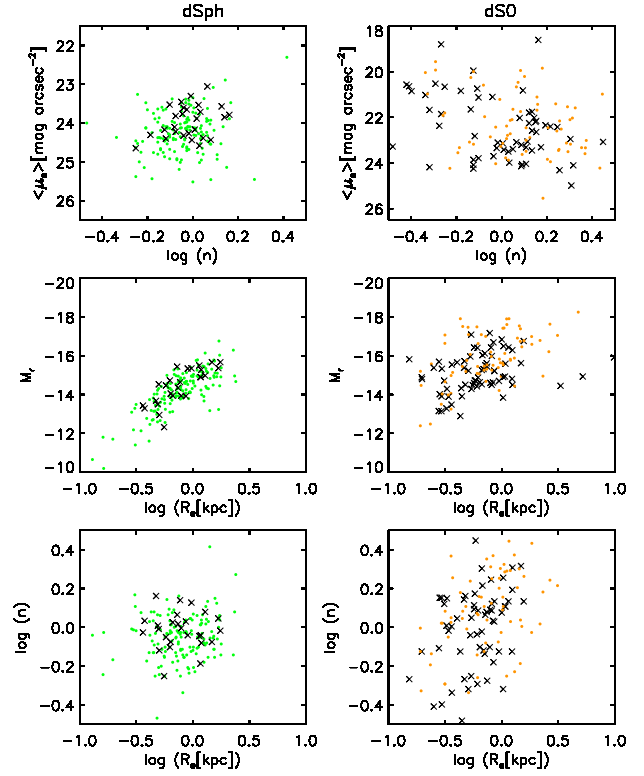 dSph dS0
22
23
24
25
26
<μe>[mag arcsec−2]
−0.4 −0.2 0.0 0.2 0.4
log (n)
18
20
22
24
26
<μe>[mag arcsec−2]
−0.4 −0.2 0.0 0.2 0.4
log (n)
−20
−18
−16
−14
−12
−10
Mr
−1.0 −0.5 0.0 0.5 1.0
log (Re[kpc])
−20
−18
−16
−14
−12
−10
Mr
−1.0 −0.5 0.0 0.5 1.0
log (Re[kpc])
0.4
0.2
0.0
−0.2
−0.4
log (n)
−1.0 −0.5 0.0 0.5 1.0
log (Re[kpc])
0.4
0.2
0.0
−0.2
−0.4
log (n)
−1.0 −0.5 0.0 0.5 1.0
log (Re[kpc])